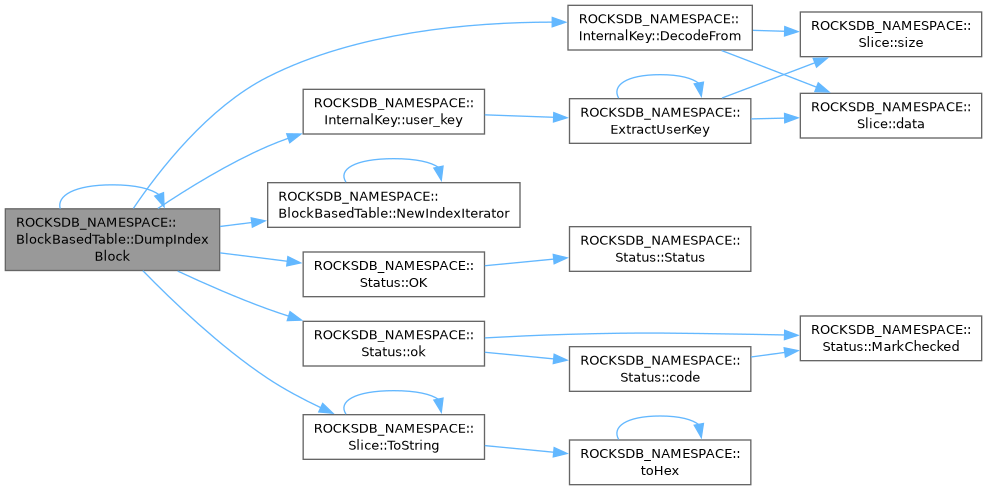 ROCKSDB_NAMESPACE::
BlockBasedTable::DumpIndex
Block
ROCKSDB_NAMESPACE::
InternalKey::DecodeFrom
ROCKSDB_NAMESPACE::
Slice::size
ROCKSDB_NAMESPACE::
Slice::data
ROCKSDB_NAMESPACE::
InternalKey::user_key
ROCKSDB_NAMESPACE::
ExtractUserKey
ROCKSDB_NAMESPACE::
BlockBasedTable::NewIndexIterator
ROCKSDB_NAMESPACE::
Status::OK
ROCKSDB_NAMESPACE::
Status::Status
ROCKSDB_NAMESPACE::
Status::ok
ROCKSDB_NAMESPACE::
Status::code
ROCKSDB_NAMESPACE::
Status::MarkChecked
ROCKSDB_NAMESPACE::
Slice::ToString
ROCKSDB_NAMESPACE::
toHex